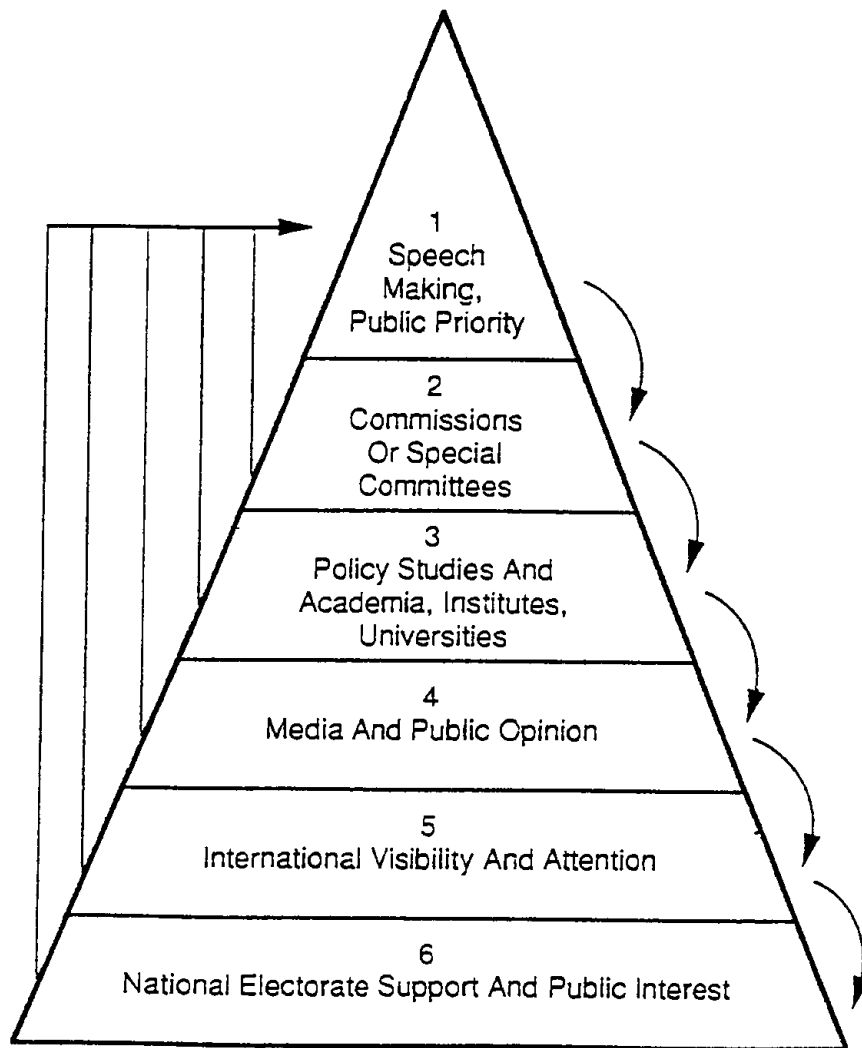 1
Speech
Making,
Public Priority
2
Commissions
Or Special
Committees
3
Policy Studies And
Academia, Institutes,
Universities
4
Media And Public Opinion
5
International Visibility And Attention
6
National Electorate Support And Public Interest